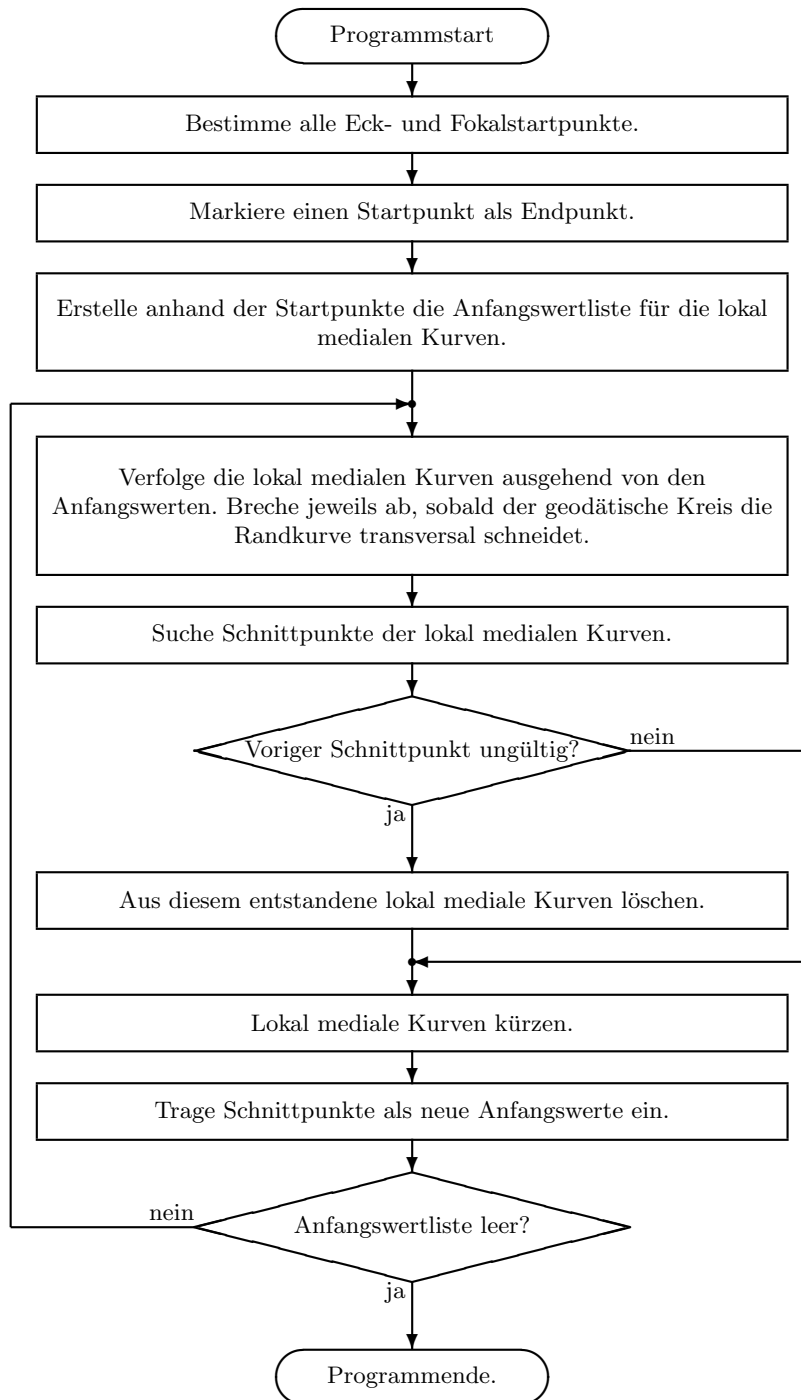 Programmstart
Bestimme alle Eck- und Fokalstartpunkte.
Markiere einen Startpunkt als Endpunkt.
Erstelle anhand der Startpunkte die Anfangswertliste für die lokal
medialen Kurven.
Verfolge die lokal medialen Kurven ausgehend von den
Anfangswerten. Breche jeweils ab, sobald der geodätische Kreis die
Randkurve transversal schneidet.
Suche Schnittpunkte der lokal medialen Kurven.
Voriger Schnittpunkt ungültig?
nein
ja
Aus diesem entstandene lokal mediale Kurven löschen.
Lokal mediale Kurven kürzen.
Trage Schnittpunkte als neue Anfangswerte ein.
nein
Anfangswertliste leer?
ja
Programmende.